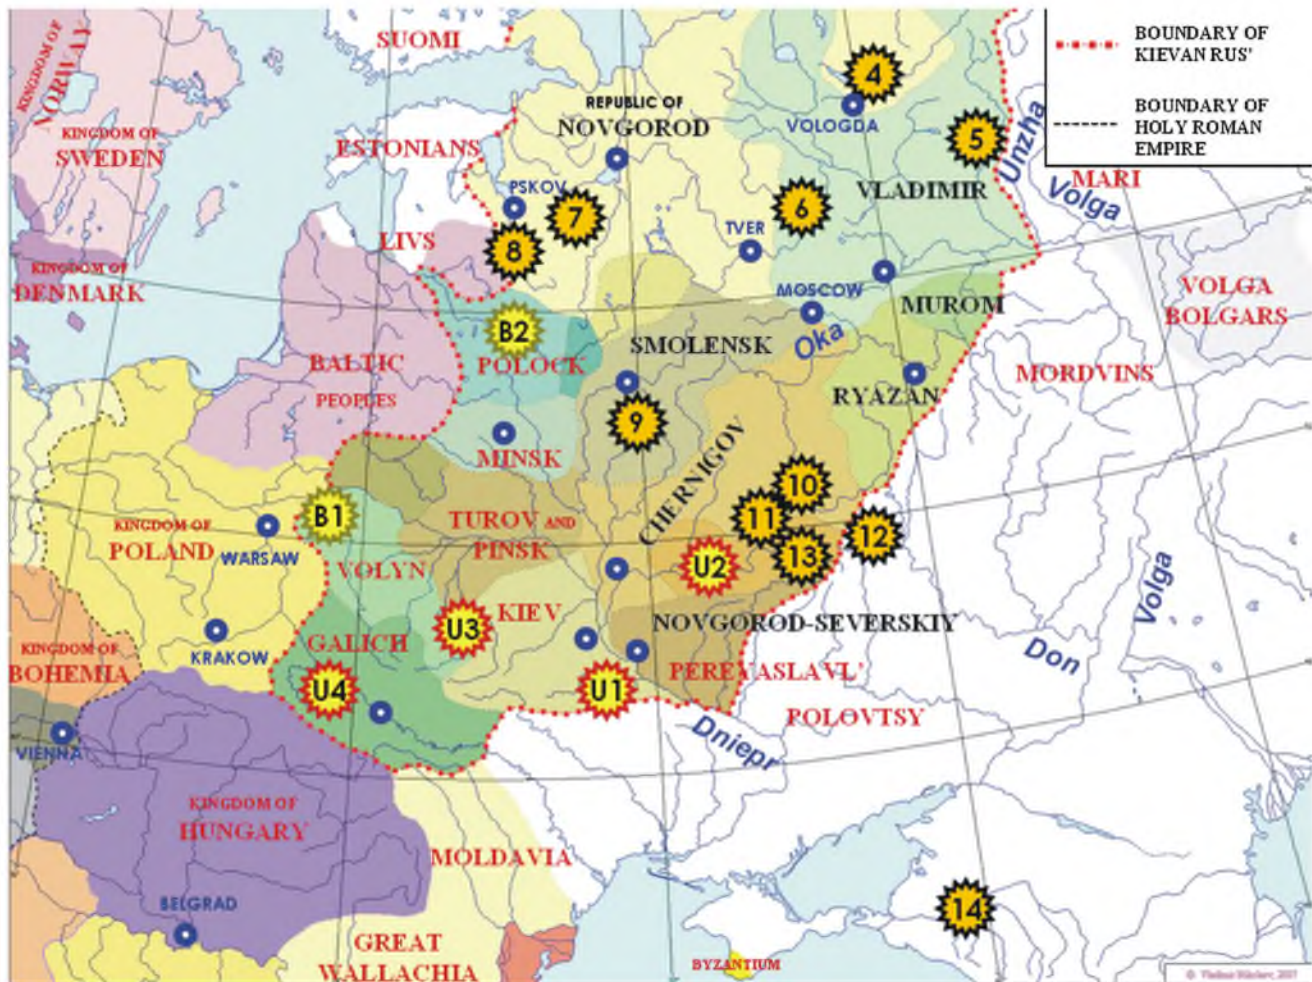 KINGDOM OF
NORWAY
SUOMI
BOUNDARY OF
KIEVAN RUS'
BOUNDARY OF
HOLY ROMAN
EMPIRE
4
REPUBLIC OF
NOVGOROD
VOLOGDA
5
Unzha
KINGDOM OF
SWEDEN
ESTONIANS
VLADIMIR
MARI
Volga
PSKOV
7
6
TVER
LIVS
8
KINGDOM OF
DENMARK
MOSCOW
MUROM
VOLGA
BOLGARS
B2
POLOCK
SMOLENSK
Oka
BALTIC
PEOPLES
RYAZAN
MORDVINS
9
MINSK
CHERNIGOV
10
B1
11
12
KINGDOM OF
POLAND
WARSAW
TUROV AND
PINSK
13
VOLYN
U2
Volga
KIEV
U3
NOVGOROD-SEVERSKIY
GALICH
KRAKOW
KINGDOM OF
BOHEMIA
PEREVASLAVL'
Don
U4
U1
POLOVTSY
Dniepr
VIENNA
KINGDOM OF
HUNGARY
MOLDAVIA
BELGRAD
14
GREAT
WALLACHIA
BYZANTIUM